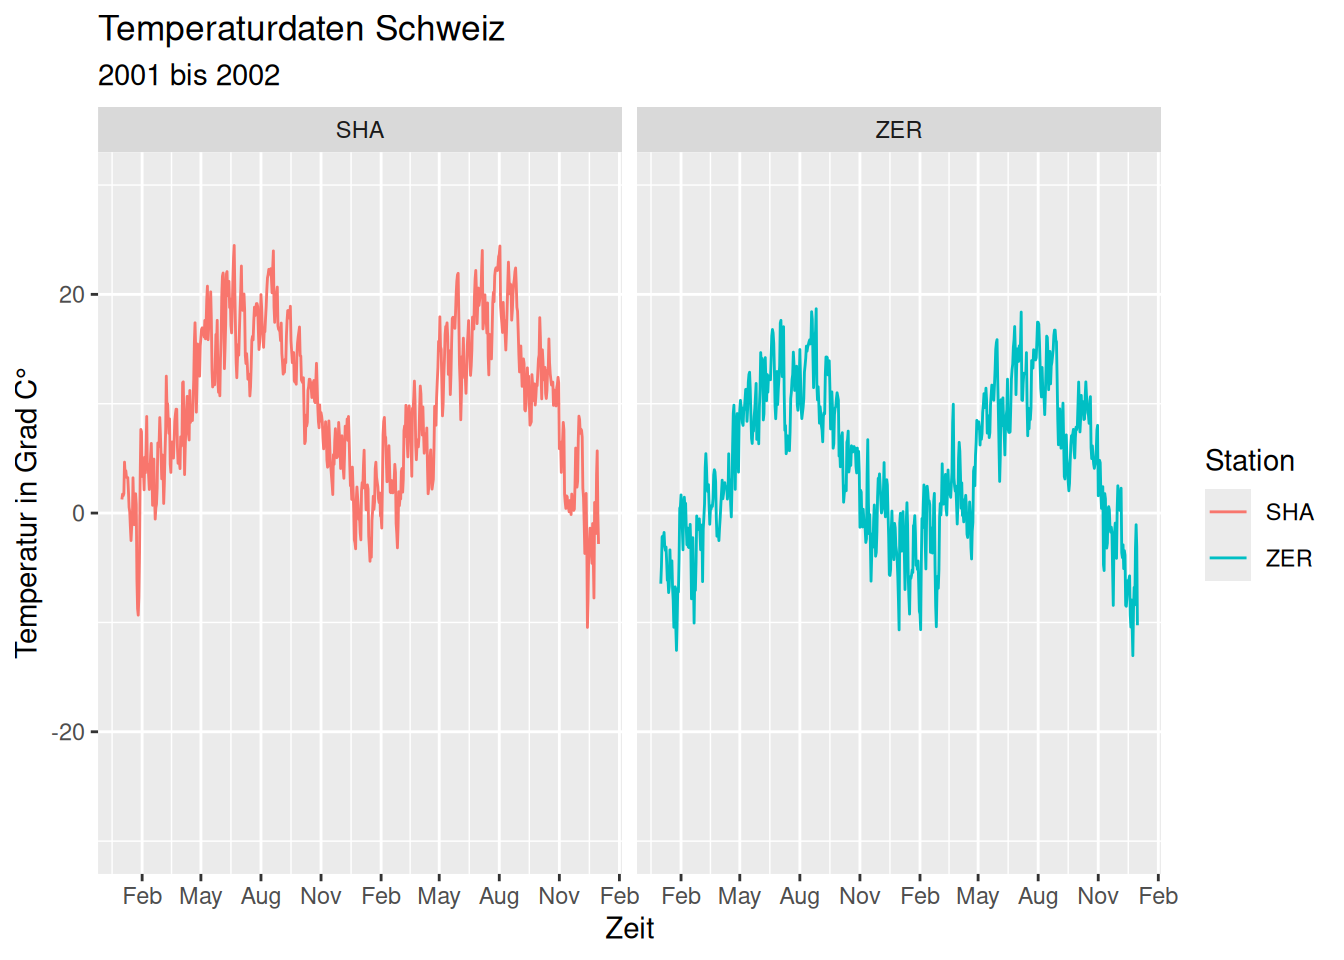 Temperaturdaten Schweiz
2001 bis 2002
SHA ZER
Temperatur in Grad C°
20
0
-20
Feb May Aug Nov Feb May Aug Nov Feb Feb May Aug Nov Feb May Aug Nov Feb
Zeit
Station
SHA
ZER